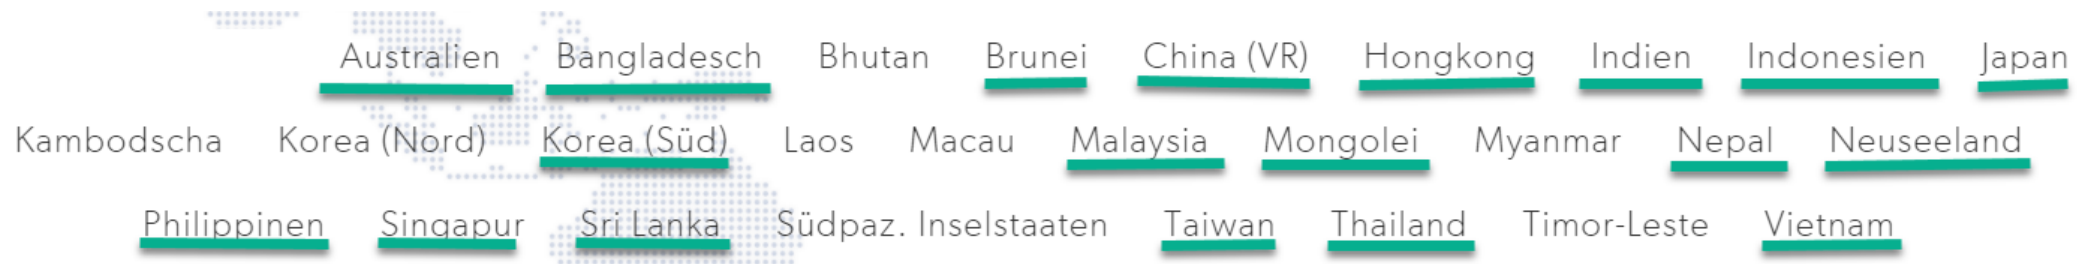 Australien Bangladesch Bhutan Brunei China (VR) Hongkong Indien Indonesien Japan
Kambodscha Korea (Nord) Korea (Süd) Laos Macau Malaysia Mongolei Myanmar Nepal Neuseeland
Philippinen Singapur Sri Lanka Südpaz. Inselstaaten Taiwan Thailand Timor-Leste Vietnam